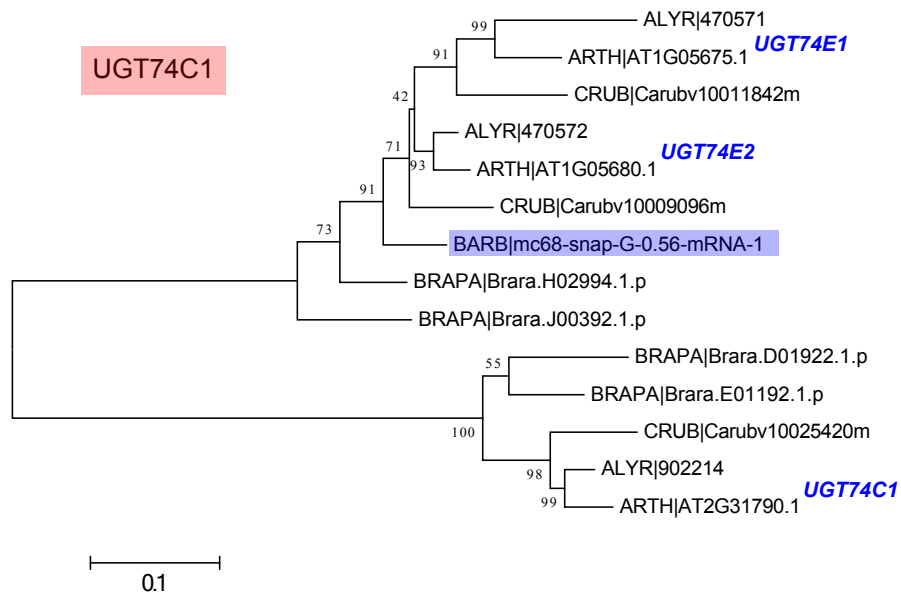 ALYR|470571
99
UGT74E1
ARTH|AT1G05675.1
UGT74C1
91
CRUB|Carubv10011842m
42
ALYR|470572
UGT74E2
71
93
ARTH|AT1G05680.1
91
CRUB|Carubv10009096m
73
BARB|mc68-snap-G-0.56-mRNA-1
BRAPA|Brara.H02994.1.p
BRAPA|Brara.J00392.1.p
55
BRAPA|Brara.D01922.1.p
BRAPA|Brara.E01192.1.p
100
CRUB|Carubv10025420m
98
ALYR|902214
UGT74C1
99
ARTH|AT2G31790.1
0.1